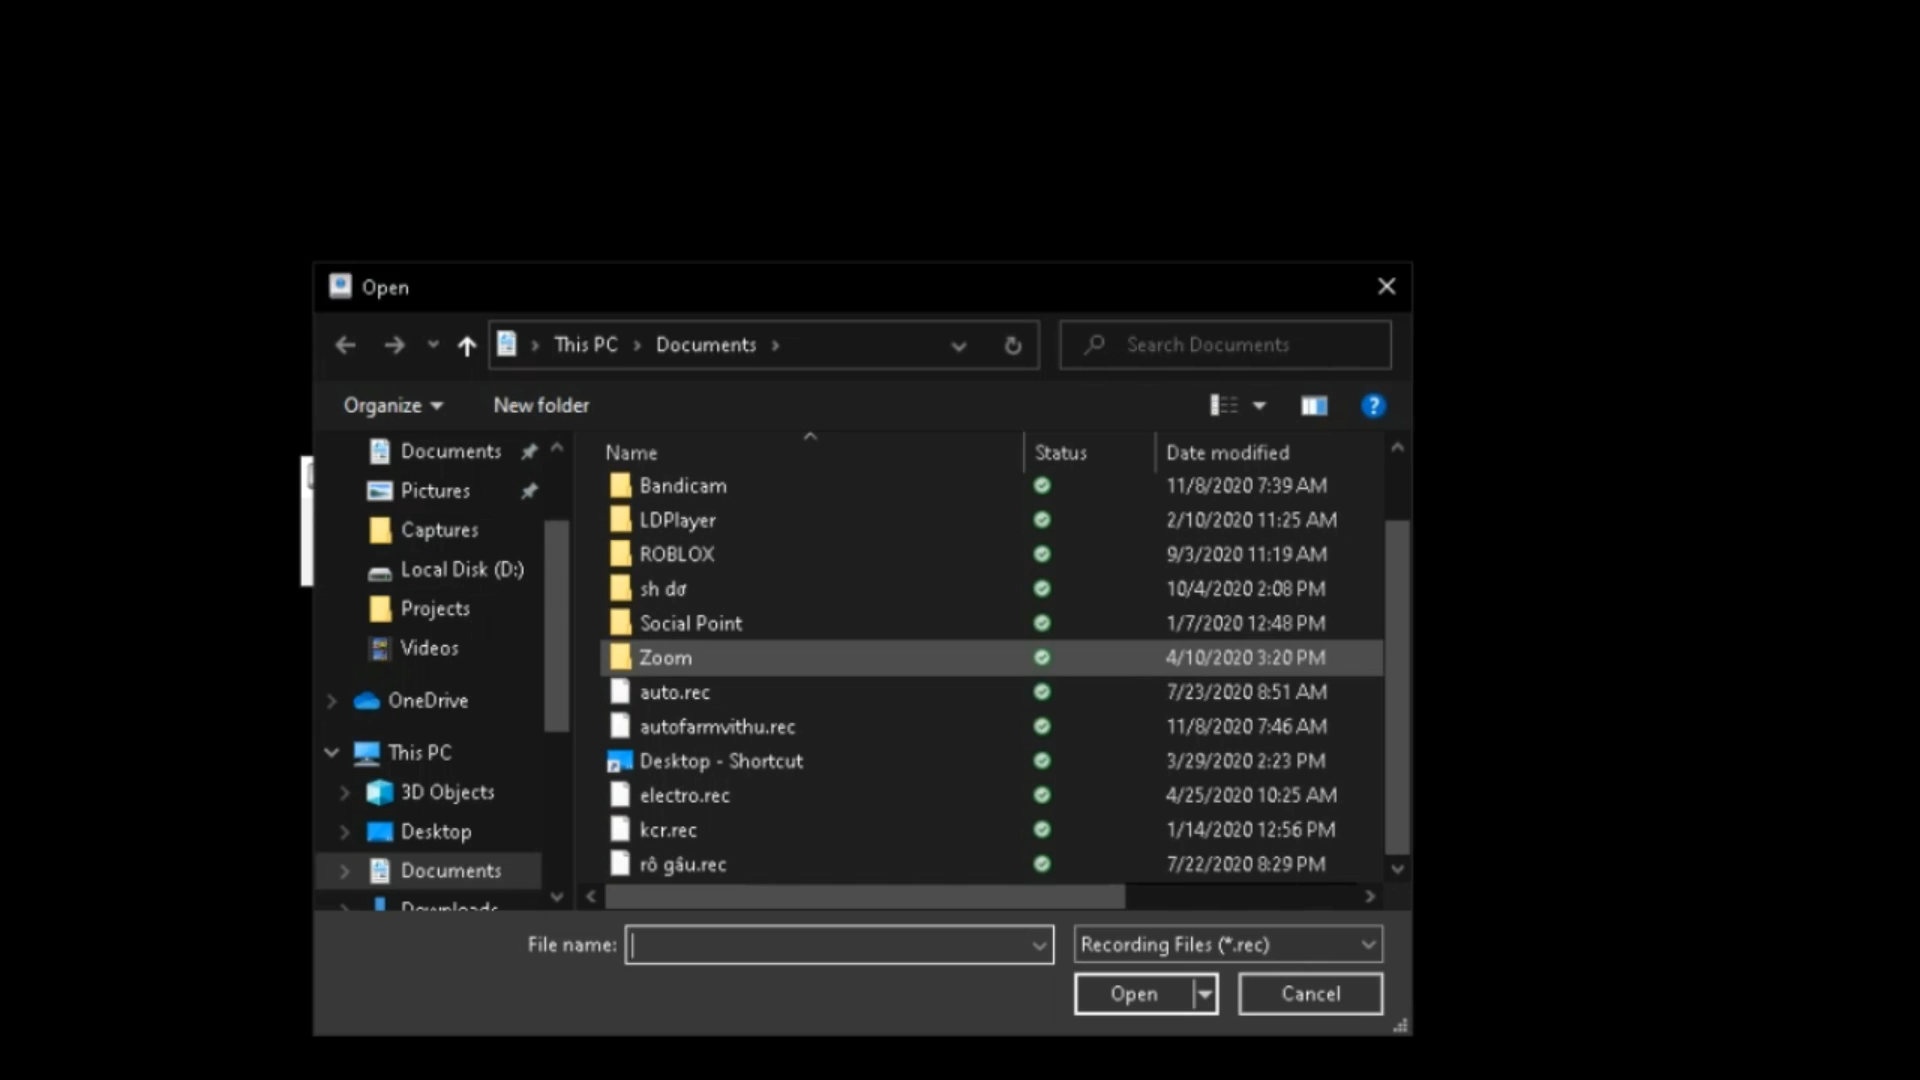 Open
This PC > Documents >
Search Documents
Organize
New folder
Documents
Pictures
Captures
Local Disk (D:)
Projects
Videos
OneDrive
This PC
3D Objects
Desktop
Documents
Downloads
Name Status Date modified
Bandicam 11/8/2020 7:39 AM
LDPlayer 2/10/2020 11:25 AM
ROBLOX 9/3/2020 11:19 AM
sh dơ 10/4/2020 2:08 PM
Social Point 1/7/2020 12:48 PM
Zoom 4/10/2020 3:20 PM
auto.rec 7/23/2020 8:51 AM
autofarmvithu.rec 11/8/2020 7:46 AM
Desktop - Shortcut 3/29/2020 2:23 PM
electro.rec 4/25/2020 10:25 AM
kcr.rec 1/14/2020 12:56 PM
rô gâu.rec 7/22/2020 8:29 PM
File name:
Recording Files (*.rec)
Open
Cancel